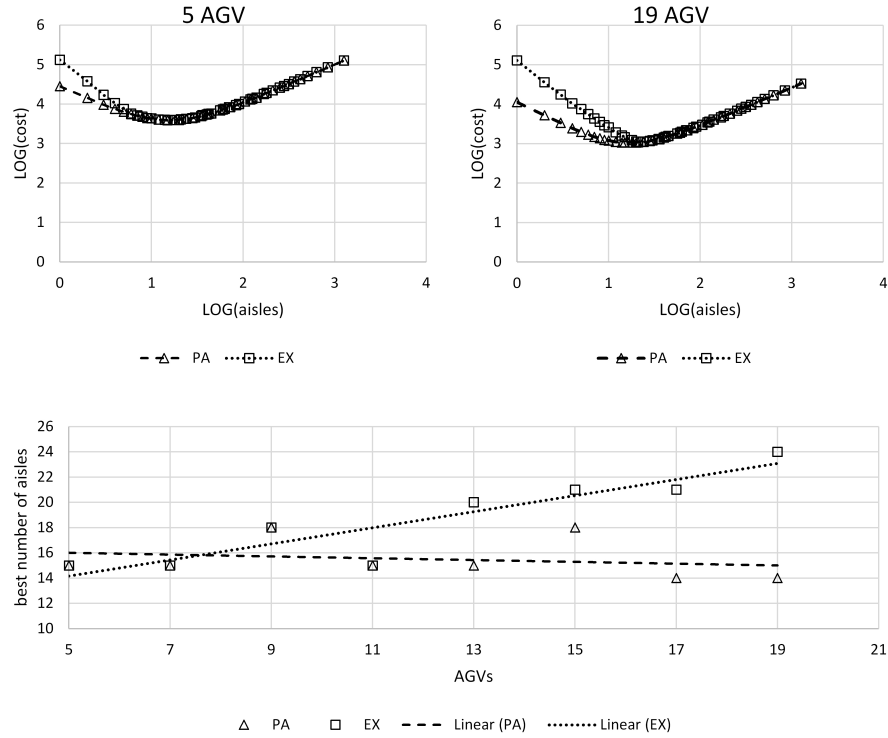 5 AGV
19 AGV
LOG(cost)
6
5
4
3
2
1
0
0 1 2 3 4
LOG(aisles)
PA EX
LOG(cost)
6
5
4
3
2
1
0
0 1 2 3 4
LOG(aisles)
PA EX
best number of aisles
26
24
22
20
18
16
14
12
10
5 7 9 11 13 15 17 19 21
AGVs
PA EX Linear (PA) Linear (EX)